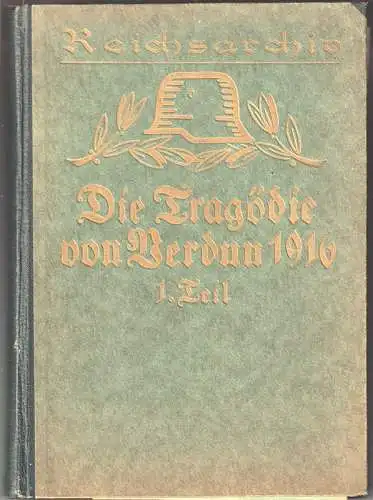 Reichsarchiv
Die Tragödie
von Verdun 1916
1. Teil